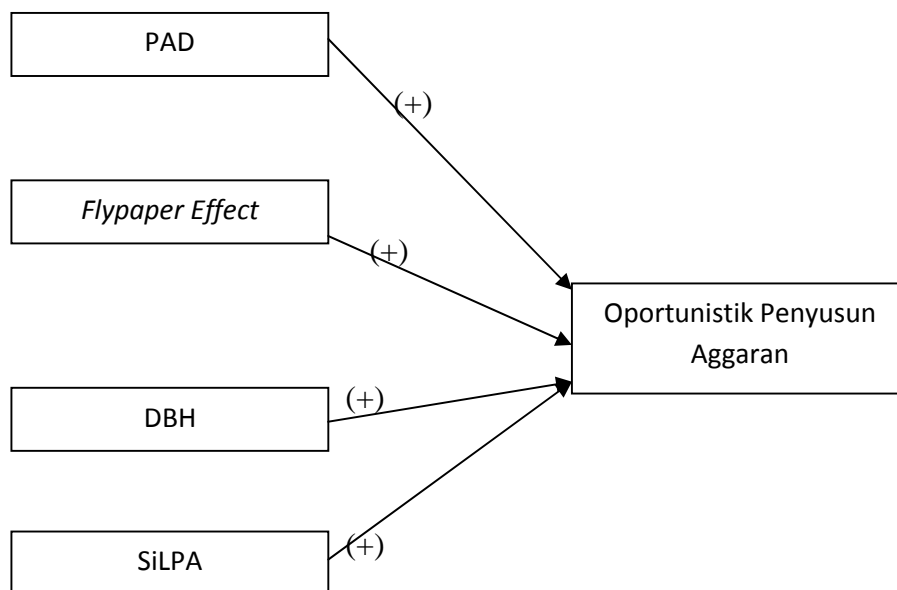 PAD
(+)
Flypaper Effect
(+)
Oportunistik Penyusun
Aggaran
DBH
(+)
SiLPA
(+)